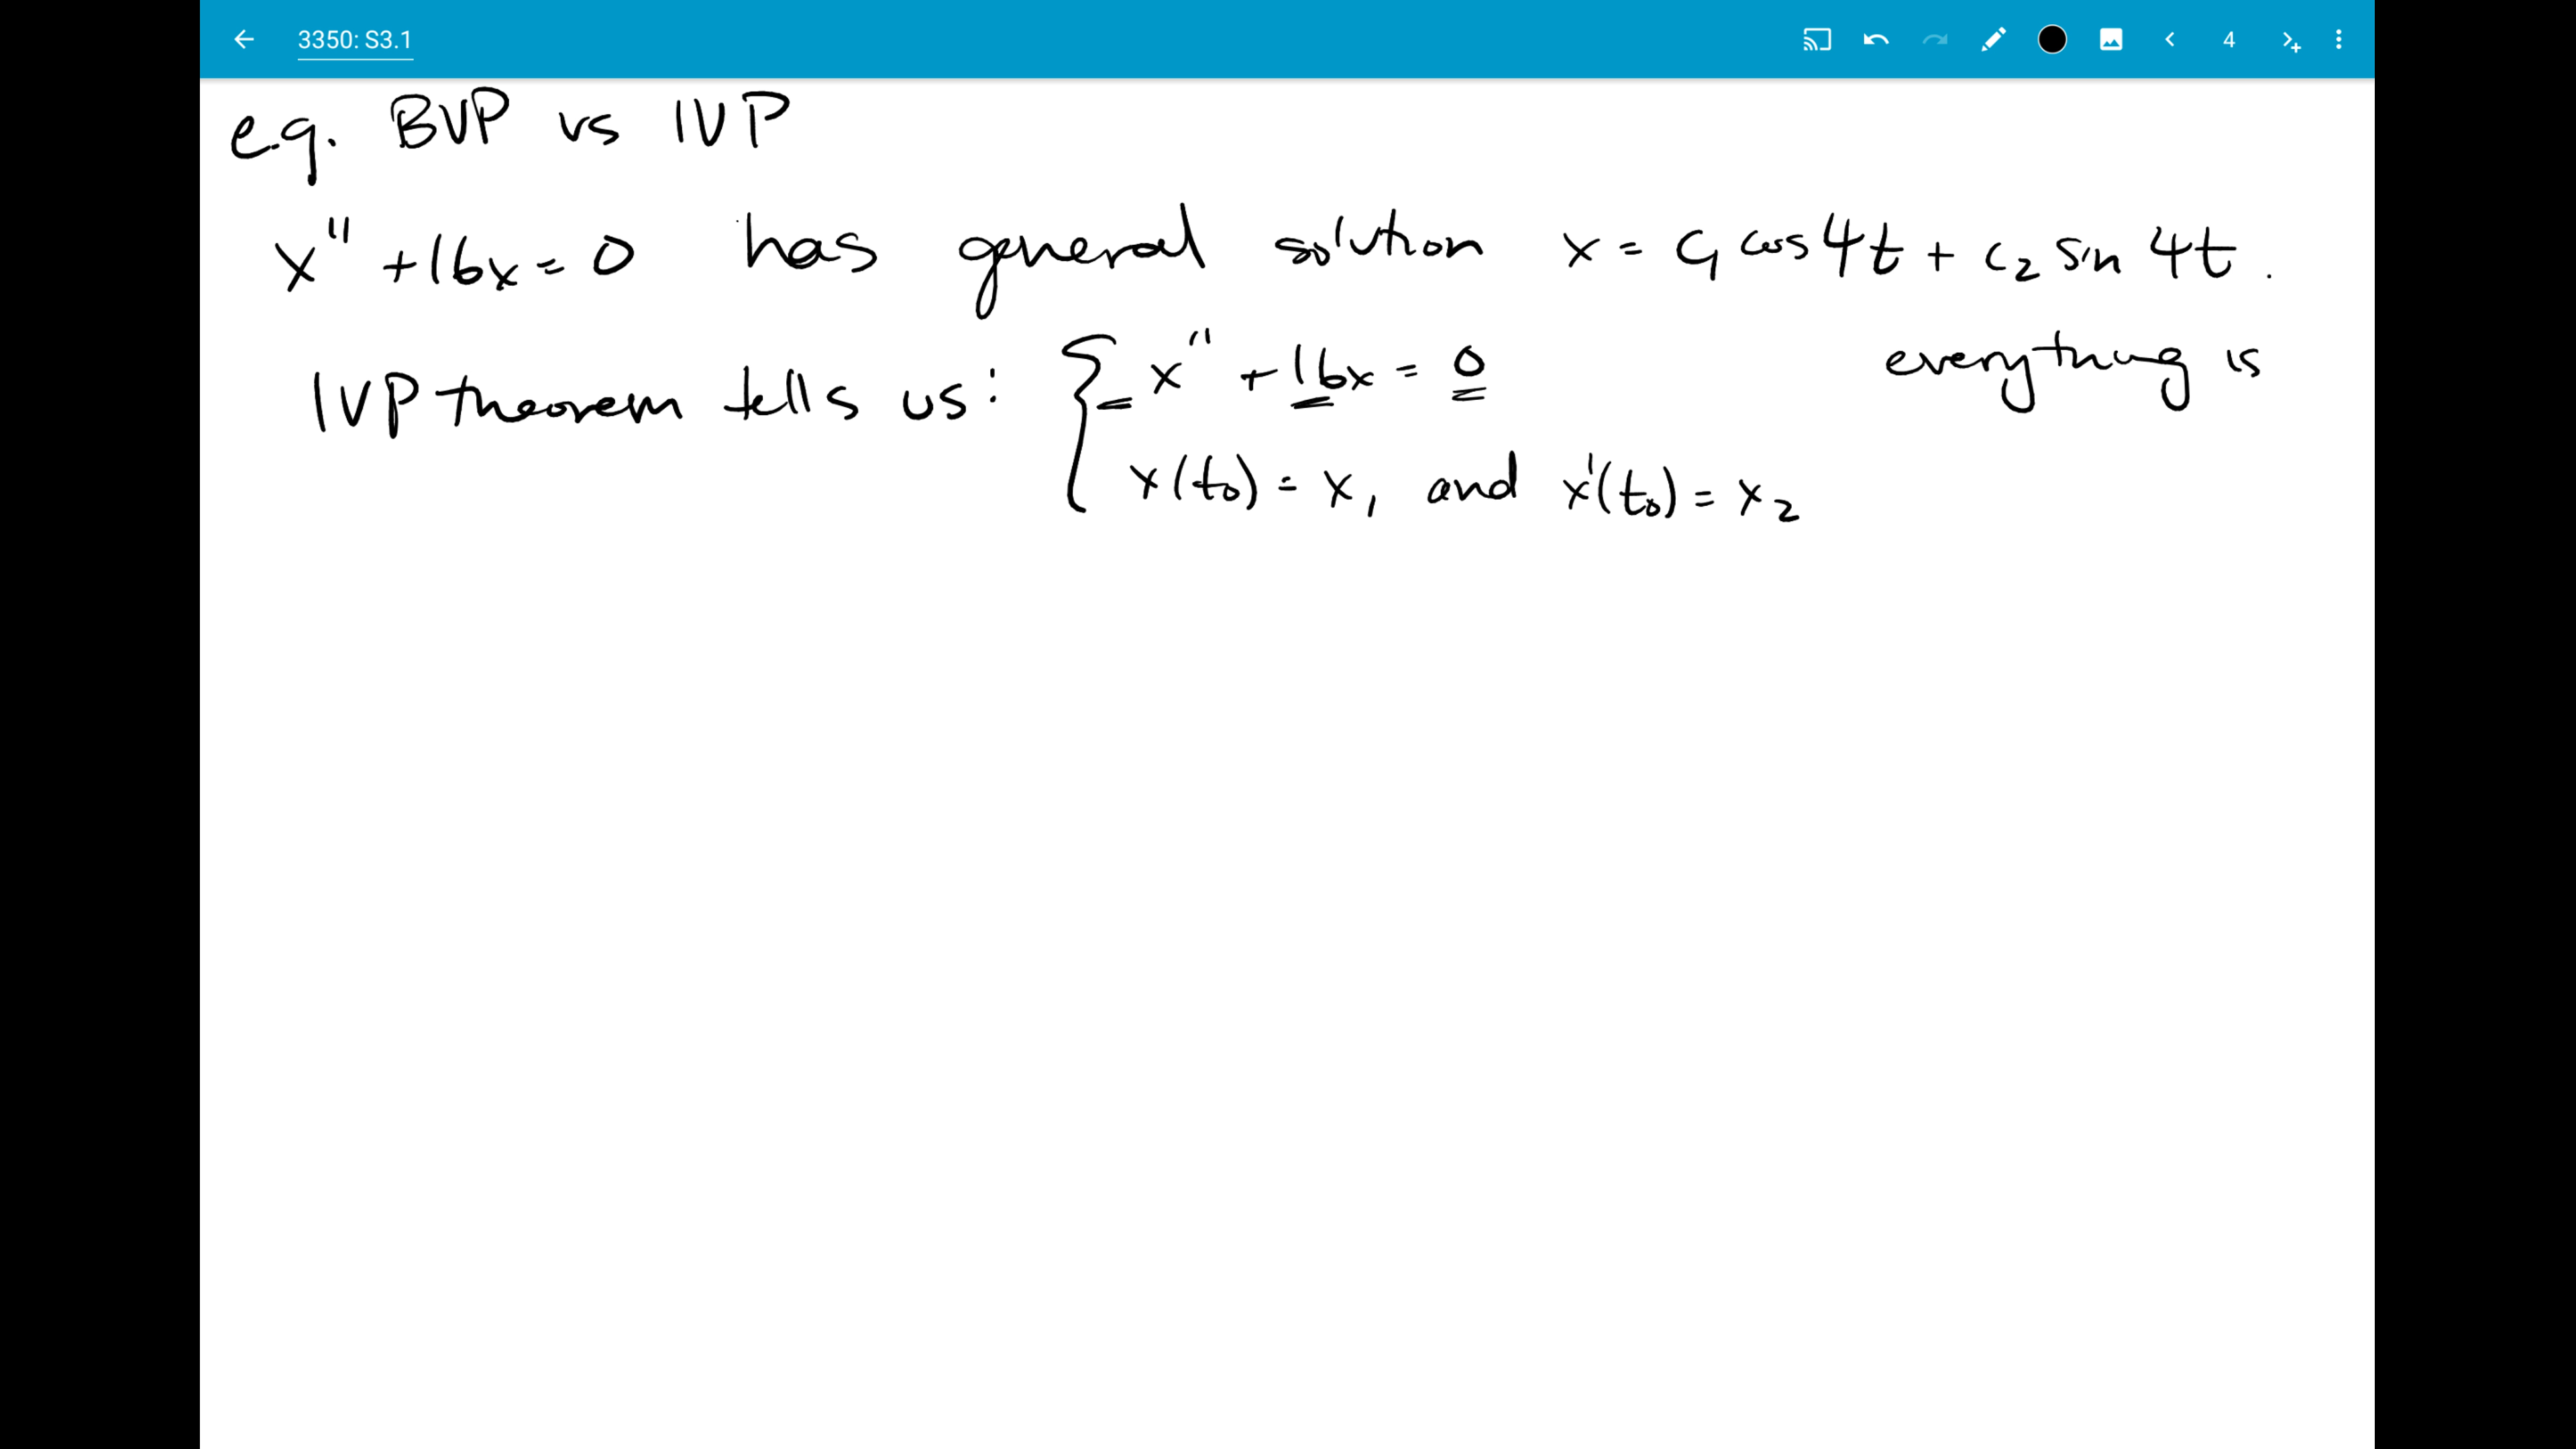 3350: S3.1
4
e.g. BVP vs IVP
x'' + 16x = 0 has general solution x = c₁ cos 4t + c₂ sin 4t.
IVP theorem tells us: { x'' + 16x = 0 everything is
x(t₀) = x₁ and x'(t₀) = x₂